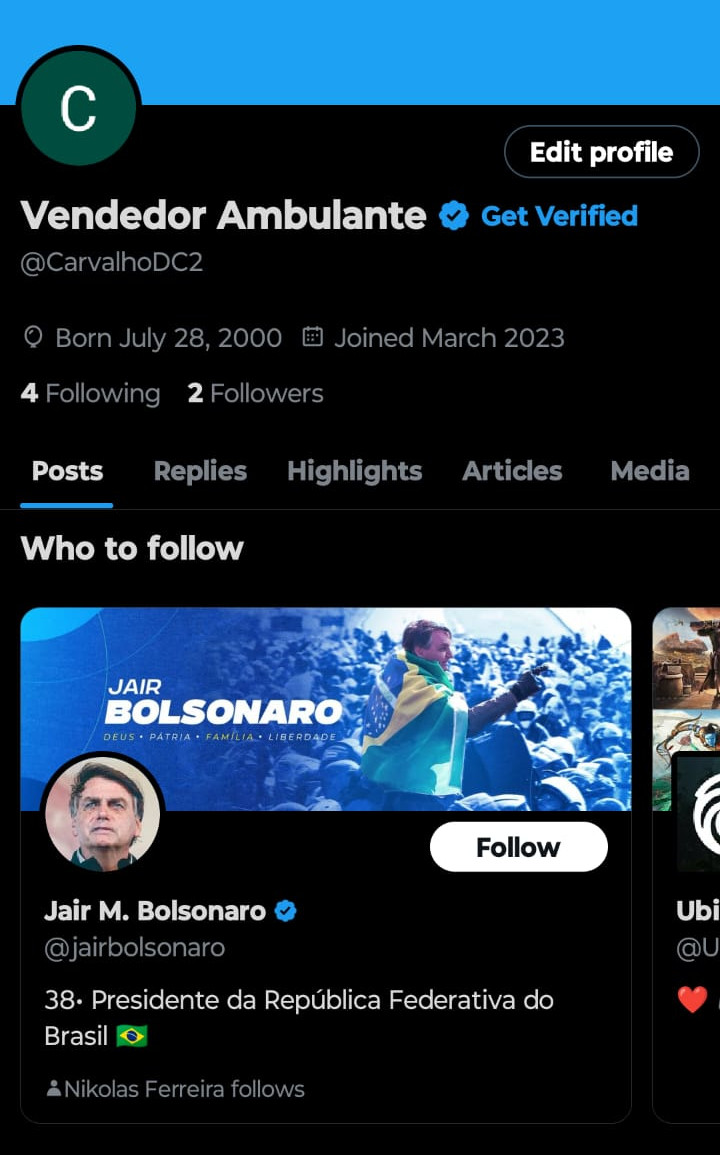 C
Edit profile
Vendedor Ambulante Get Verified
@CarvalhoDC2
Born July 28, 2000 Joined March 2023
4 Following 2 Followers
Posts Replies Highlights Articles Media
Who to follow
JAIR
BOLSONARO
DEUS • PÁTRIA • FAMÍLIA • LIBERDADE
Follow
Jair M. Bolsonaro
@jairbolsonaro
38• Presidente da República Federativa do
Brasil 🇧🇷
Nikolas Ferreira follows
Ubi
@U
❤️